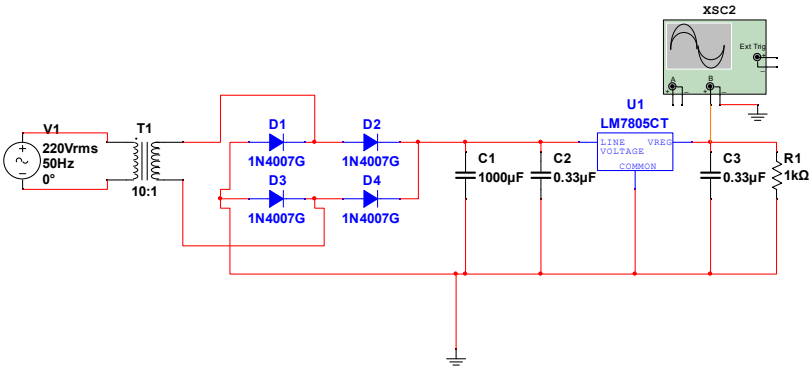 XSC2
Ext Trig
+
_
A
B
+
_
+
_
V1
220Vrms
50Hz
0°
T1
10:1
D1
1N4007G
D2
1N4007G
D3
1N4007G
D4
1N4007G
C1
1000µF
C2
0.33µF
U1
LM7805CT
LINE VREG
VOLTAGE
COMMON
C3
0.33µF
R1
1kΩ